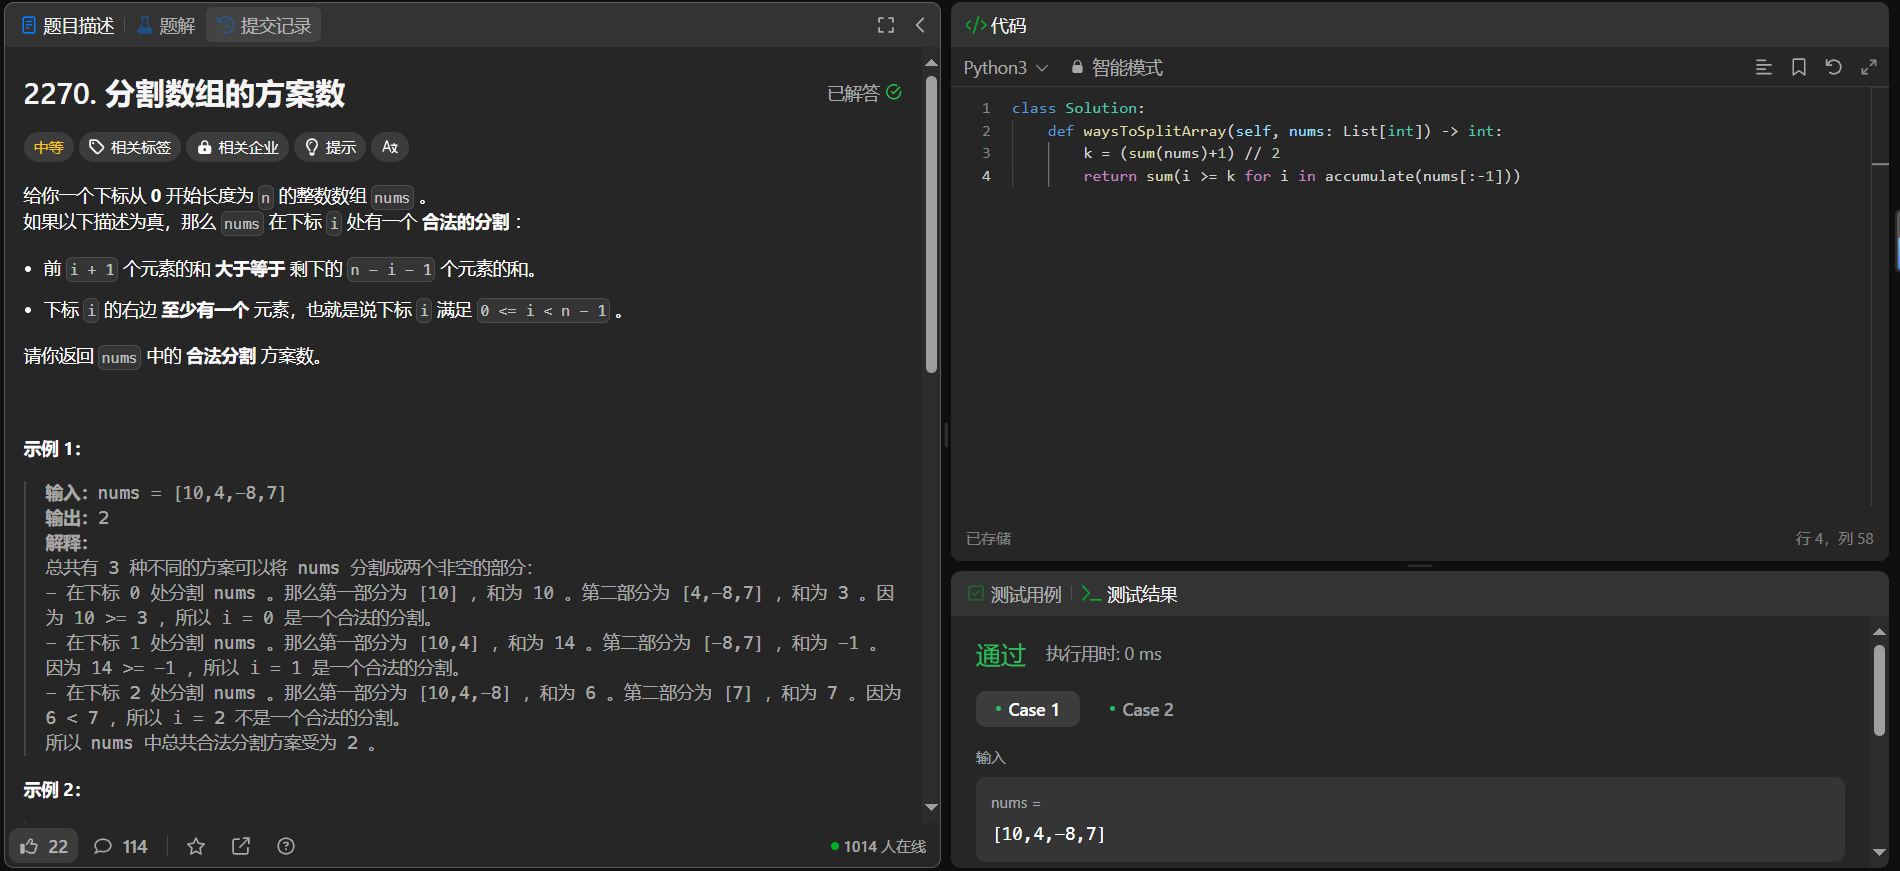 题目描述 题解 提交记录
2270. 分割数组的方案数
已解答
中等 相关标签 相关企业 提示
给你一个下标从 0 开始长度为 n 的整数数组 nums 。
如果以下描述为真，那么 nums 在下标 i 处有一个 合法的分割 ：
• 前 i + 1 个元素的和 大于等于 剩下的 n - i - 1 个元素的和。
• 下标 i 的右边 至少有一个 元素，也就是说下标 i 满足 0 <= i < n - 1 。
请你返回 nums 中的 合法分割 方案数。
示例 1：
输入：nums = [10,4,-8,7]
输出：2
解释：
总共有 3 种不同的方案可以将 nums 分割成两个非空的部分：
- 在下标 0 处分割 nums 。那么第一部分为 [10] ，和为 10 。第二部分为 [4,-8,7] ，和为 3 。因
为 10 >= 3 ，所以 i = 0 是一个合法的分割。
- 在下标 1 处分割 nums 。那么第一部分为 [10,4] ，和为 14 。第二部分为 [-8,7] ，和为 -1 。
因为 14 >= -1 ，所以 i = 1 是一个合法的分割。
- 在下标 2 处分割 nums 。那么第一部分为 [10,4,-8] ，和为 6 。第二部分为 [7] ，和为 7 。因为
6 < 7 ，所以 i = 2 不是一个合法的分割。
所以 nums 中总共合法分割方案受为 2 。
示例 2：
22 114
1014 人在线
</> 代码
Python3 智能模式
1 class Solution:
2 def waysToSplitArray(self, nums: List[int]) -> int:
3 k = (sum(nums)+1) // 2
4 return sum(i >= k for i in accumulate(nums[:-1]))
已存储
行 4，列 58
测试用例 测试结果
通过 执行用时: 0 ms
Case 1 Case 2
输入
nums =
[10,4,-8,7]